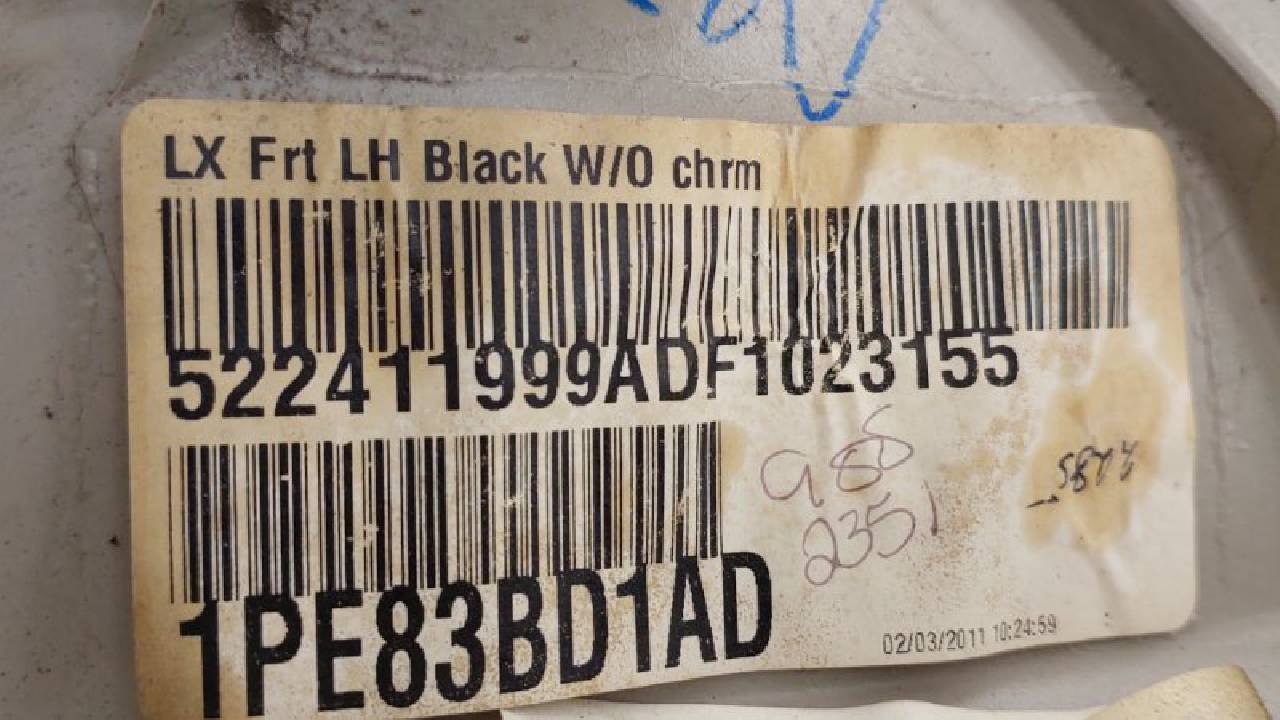 LX Frt LH Black W/O chrm
522411999ADF1023155
988
2351
1PE83BD1AD
02/03/2011 10:24:59